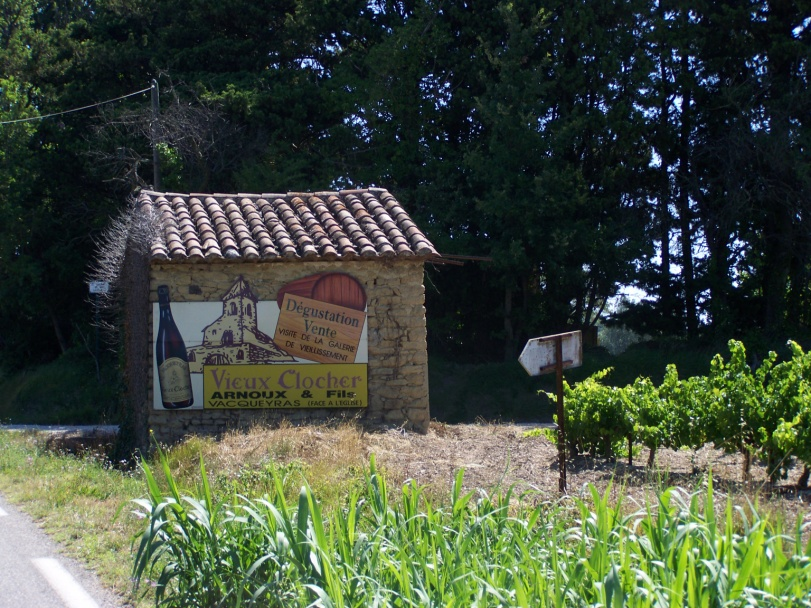 Dégustation
Vente
VISITE DE LA GALERIE
DE VIEILLISSEMENT
VIEUX CLOCHER
ARNOUX & Fils
VACQUEYRAS (FACE A L'ÉGLISE)